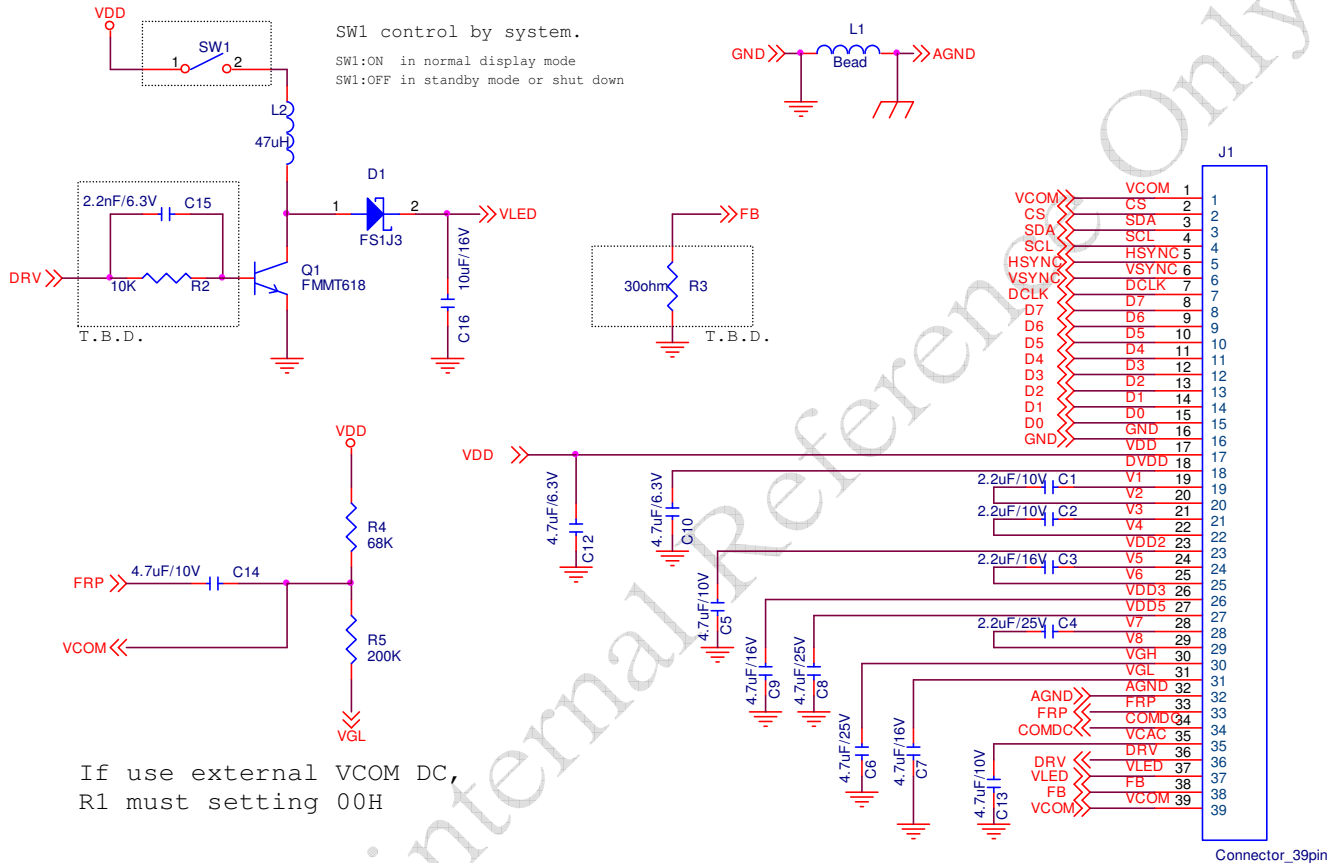 VDD
SW1
1
2
SW1 control by system.
SW1:ON in normal display mode
SW1:OFF in standby mode or shut down
L2
47uH
GND
L1
Bead
AGND
2.2nF/6.3V
C15
DRV
10K
R2
T.B.D.
Q1
FMMT618
D1
1
2
FS1J3
VLED
10uF/16V
C16
FB
30ohm
R3
T.B.D.
VDD
R4
68K
FRP
4.7uF/10V
C14
VCOM
R5
200K
VGL
If use external VCOM DC,
R1 must setting 00H
VDD
4.7uF/6.3V
C12
4.7uF/6.3V
C10
4.7uF/10V
C5
4.7uF/16V
C9
4.7uF/25V
C8
4.7uF/25V
C6
4.7uF/16V
C7
4.7uF/10V
C13
2.2uF/10V C1
2.2uF/10V C2
2.2uF/16V C3
2.2uF/25V C4
J1
VCOM VCOM 1 1
CS CS 2 2
SDA SDA 3 3
SCL SCL 4 4
HSYNC HSYNC 5 5
VSYNC VSYNC 6 6
DCLK DCLK 7 7
D7 D7 8 8
D6 D6 9 9
D5 D5 10 10
D4 D4 11 11
D3 D3 12 12
D2 D2 13 13
D1 D1 14 14
D0 D0 15 15
GND GND 16 16
VDD 17 17
DVDD 18 18
V1 19 19
V2 20 20
V3 21 21
V4 22 22
VDD2 23 23
V5 24 24
V6 25 25
VDD3 26 26
VDD5 27 27
V7 28 28
V8 29 29
VGH 30 30
VGL 31 31
AGND AGND 32 32
FRP FRP 33 33
COMDC COMDC 34 34
VCAC 35 35
DRV DRV 36 36
VLED VLED 37 37
FB FB 38 38
VCOM VCOM 39 39
Connector_39pin
internal Reference Only